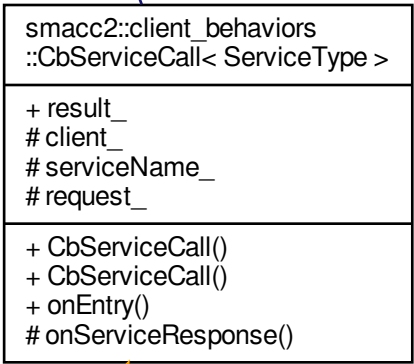 smacc2::client_behaviors
::CbServiceCall< ServiceType >
+ result_
# client_
# serviceName_
# request_
+ CbServiceCall()
+ CbServiceCall()
+ onEntry()
# onServiceResponse()